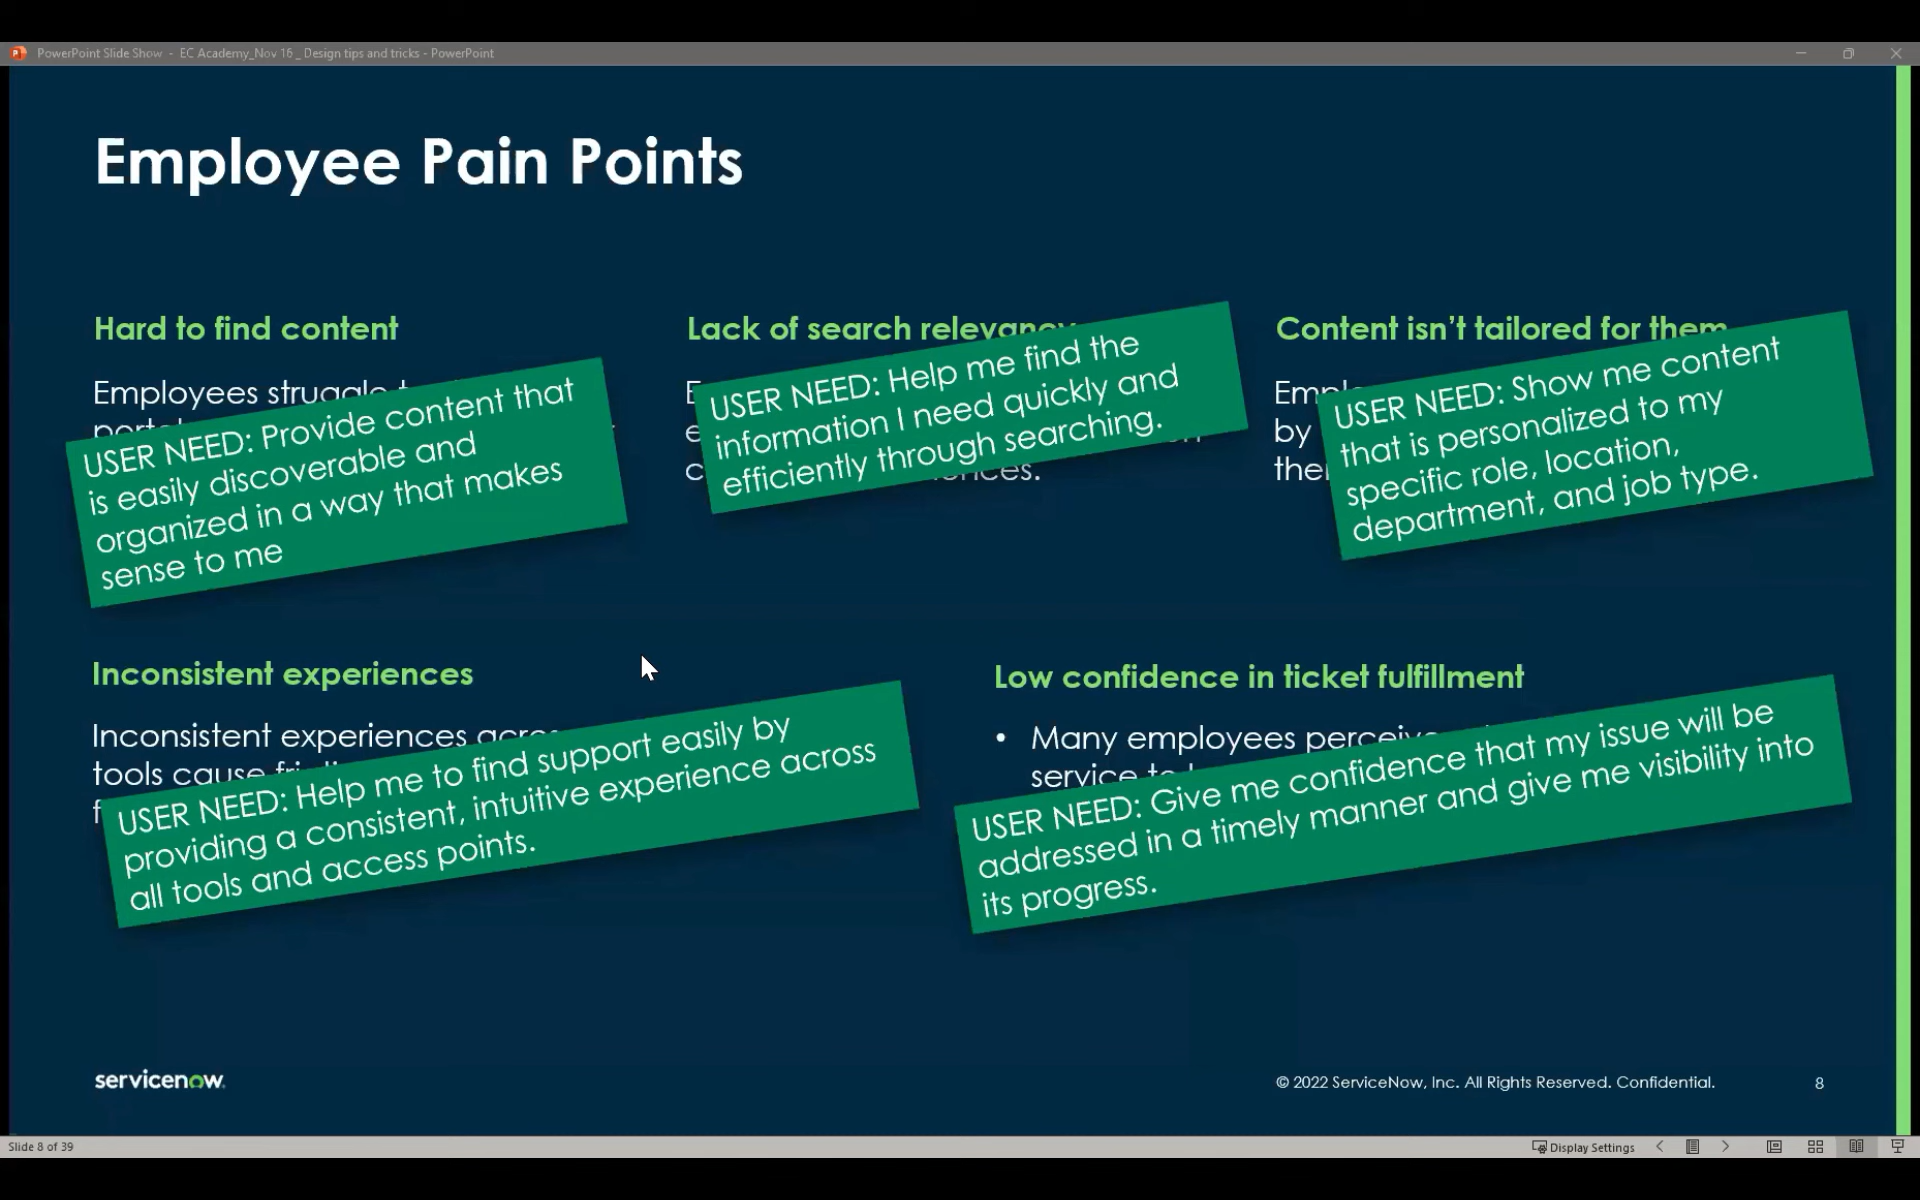 PowerPoint Slide Show - EC Academy_Nov 16 _ Design tips and tricks - PowerPoint
Employee Pain Points
Hard to find content
Employees struggle
USER NEED: Provide content that
is easily discoverable and
organized in a way that makes
sense to me
Lack of search relevancy
USER NEED: Help me find the
information I need quickly and
efficiently through searching.
Content isn't tailored for them
by
USER NEED: Show me content
that is personalized to my
specific role, location,
department, and job type.
Inconsistent experiences
Inconsistent experiences
tools cause
USER NEED: Help me to find support easily by
providing a consistent, intuitive experience across
all tools and access points.
Low confidence in ticket fulfillment
• Many employees
service
USER NEED: Give me confidence that my issue will be
addressed in a timely manner and give me visibility into
its progress.
servicenow
© 2022 ServiceNow, Inc. All Rights Reserved. Confidential.
8
Slide 8 of 39
Display Settings